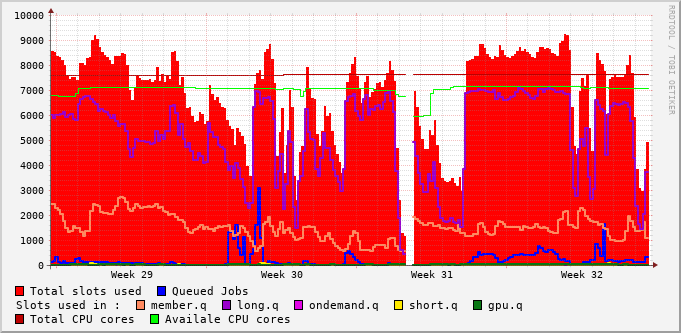 10000
9000
8000
7000
6000
5000
4000
3000
2000
1000
0
Week 29 Week 30 Week 31 Week 32
RRDTOOL / TOBI OETIKER
Total slots used Queued Jobs
Slots used in : member.q long.q ondemand.q short.q gpu.q
Total CPU cores Availale CPU cores